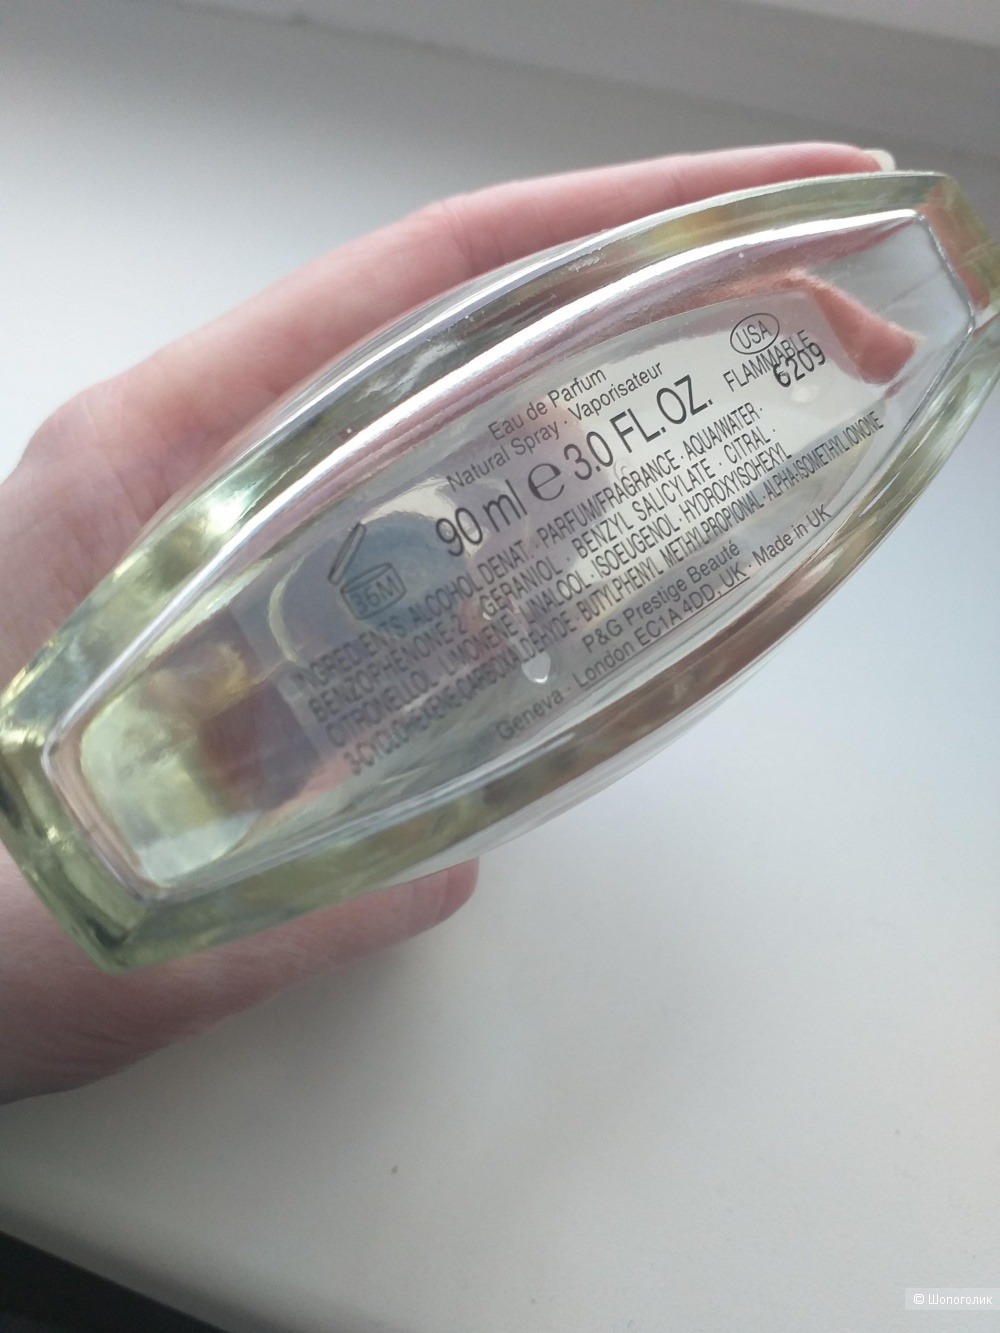 Eau de Parfum
Natural Spray · Vaporisateur
90 ml ℮ 3.0 FL.OZ.
USA
FLAMMABLE
6209
36M
INGREDIENTS: ALCOHOL DENAT. · PARFUM/FRAGRANCE · AQUA/WATER ·
BENZOPHENONE-2 · GERANIOL · BENZYL SALICYLATE · CITRAL ·
CITRONELLOL · LIMONENE · LINALOOL · ISOEUGENOL · HYDROXYISOHEXYL
3-CYCLOHEXENE CARBOXALDEHYDE · BUTYLPHENYL METHYLPROPIONAL · ALPHA-ISOMETHYL IONONE
P&G Prestige Beauté
Geneva · London EC1A 4DD, UK · Made in UK
© Шопоголик